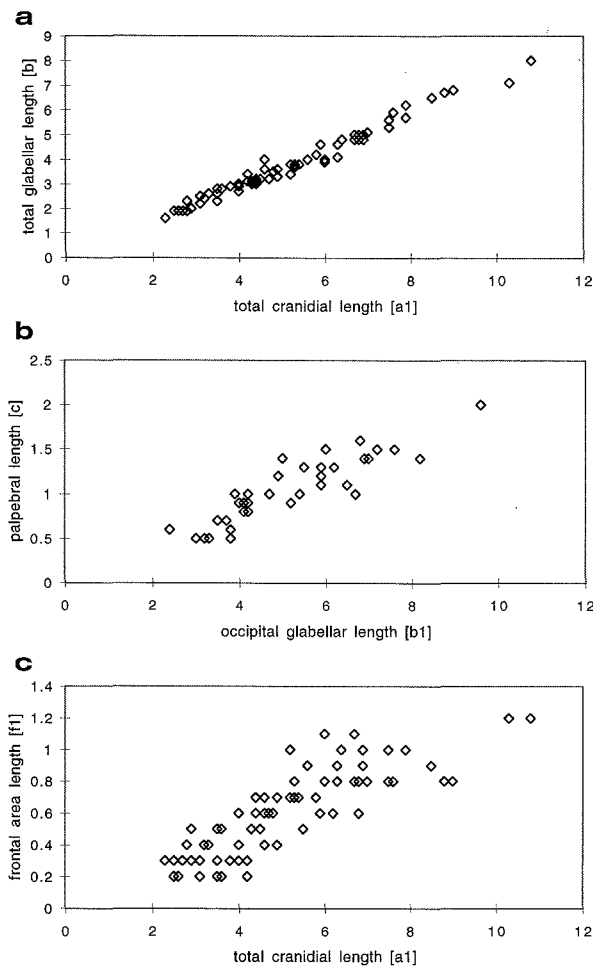 a
9
8
7
6
5
4
3
2
1
0
total glabellar length [b]
0 2 4 6 8 10 12
total cranidial length [a1]
b
2.5
2
1.5
1
0.5
0
palpebral length [c]
0 2 4 6 8 10 12
occipital glabellar length [b1]
c
1.4
1.2
1
0.8
0.6
0.4
0.2
0
frontal area length [f1]
0 2 4 6 8 10 12
total cranidial length [a1]